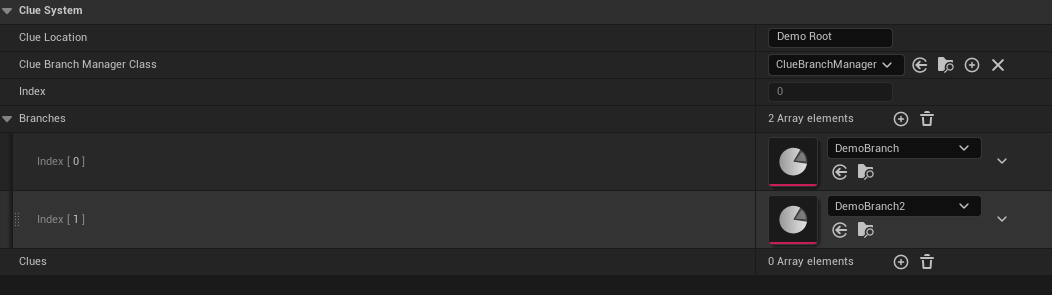 Clue System
Clue Location
Demo Root
Clue Branch Manager Class
ClueBranchManager
Index
0
Branches
2 Array elements
Index [ 0 ]
DemoBranch
Index [ 1 ]
DemoBranch2
Clues
0 Array elements